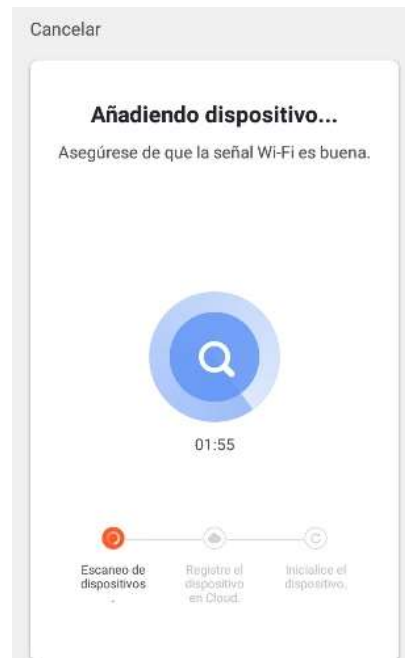 Cancelar
Añadiendo dispositivo...
Asegúrese de que la señal Wi-Fi es buena.
01:55
Escaneo de
dispositivos
.
Registre el
dispositivo
en Cloud.
Inicialice el
dispositivo.